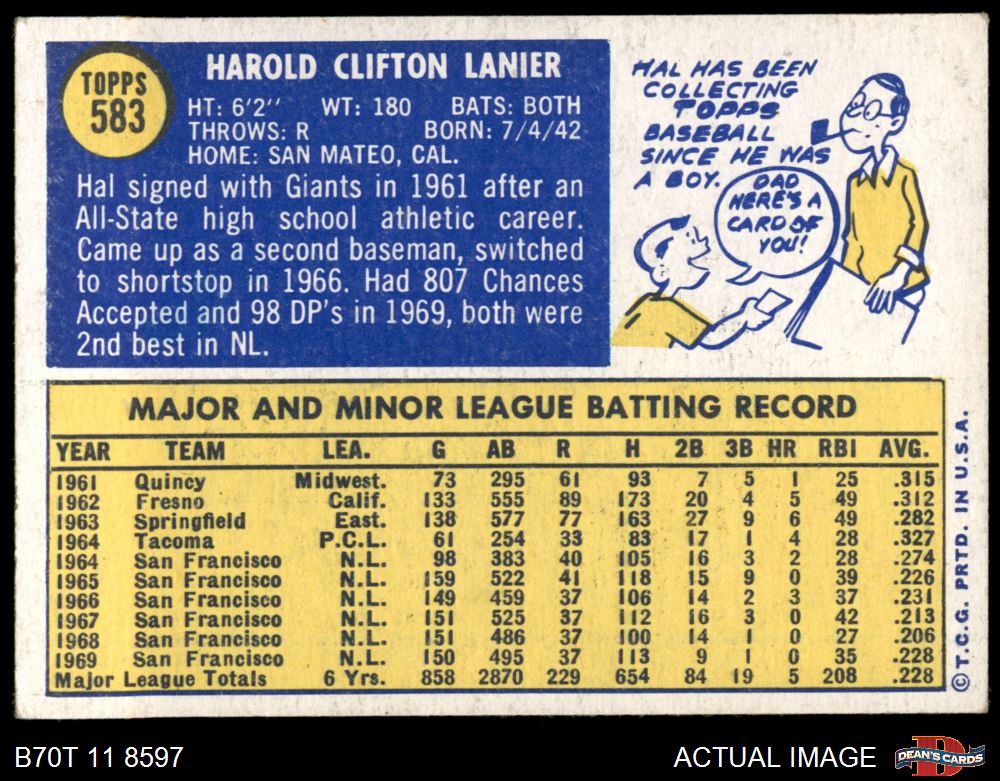 TOPPS
583
HAROLD CLIFTON LANIER
HT: 6'2" WT: 180 BATS: BOTH
THROWS: R BORN: 7/4/42
HOME: SAN MATEO, CAL.
Hal signed with Giants in 1961 after an
All-State high school athletic career.
Came up as a second baseman, switched
to shortstop in 1966. Had 807 Chances
Accepted and 98 DP's in 1969, both were
2nd best in NL.
HAL HAS BEEN
COLLECTING
TOPPS
BASEBALL
SINCE HE WAS
A BOY.
DAD
HERE'S A
CARD OF
YOU!
MAJOR AND MINOR LEAGUE BATTING RECORD
YEAR TEAM LEA. G AB R H 2B 3B HR RBI AVG.
1961 Quincy Midwest. 73 295 61 93 7 5 1 25 .315
1962 Fresno Calif. 133 555 89 173 20 4 5 49 .312
1963 Springfield East. 138 577 77 163 27 9 6 49 .282
1964 Tacoma P.C.L. 61 254 33 83 17 1 4 28 .327
1964 San Francisco N.L. 98 383 40 105 16 3 2 28 .274
1965 San Francisco N.L. 159 522 41 118 15 9 0 39 .226
1966 San Francisco N.L. 149 459 37 106 14 2 3 37 .231
1967 San Francisco N.L. 151 525 37 112 16 3 0 42 .213
1968 San Francisco N.L. 151 486 37 100 14 1 0 27 .206
1969 San Francisco N.L. 150 495 37 113 9 1 0 35 .228
Major League Totals 6 Yrs. 858 2870 229 654 84 19 5 208 .228
©T.C.G. PRTD. IN U.S.A.
B70T 11 8597
ACTUAL IMAGE
D
DEAN'S CARDS